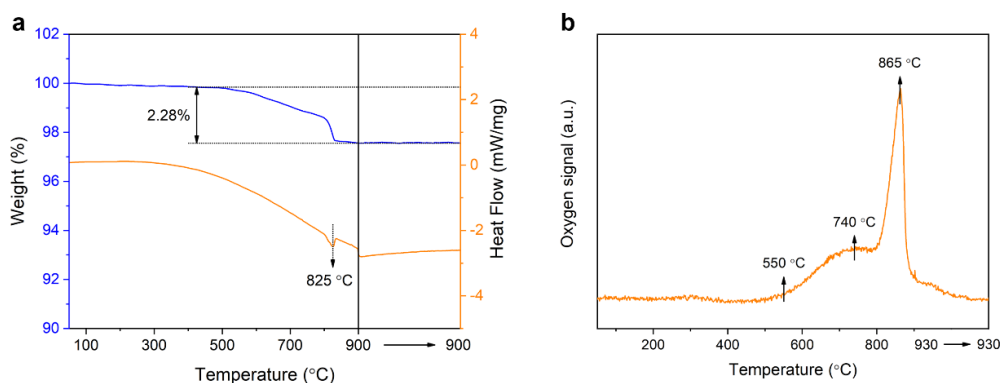 a
102
100
98
96
94
92
90
Weight (%)
2.28%
825 °C
100
300
500
700
900
900
Temperature (°C)
4
2
0
-2
-4
Heat Flow (mW/mg)
b
Oxygen signal (a.u.)
550 °C
740 °C
865 °C
200
400
600
800
930
930
Temperature (°C)